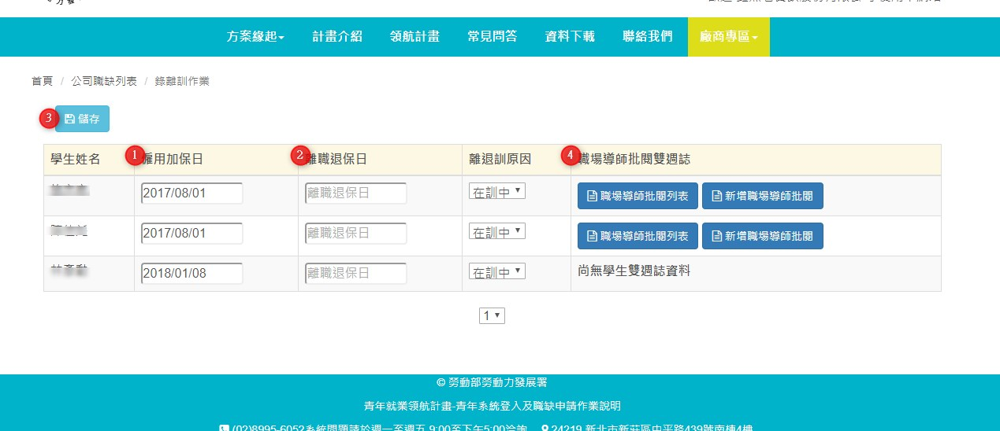 方案緣起 計畫介紹 領航計畫 常見問答 資料下載 聯絡我們 廠商專區
首頁 / 公司職缺列表 / 錄離訓作業
3 儲存
學生姓名 1 僱用加保日 2 離職退保日 離退訓原因 4 職場導師批閱雙週誌
2017/08/01 離職退保日 在訓中 職場導師批閱列表 新增職場導師批閱
2017/08/01 離職退保日 在訓中 職場導師批閱列表 新增職場導師批閱
2018/01/08 離職退保日 在訓中 尚無學生雙週誌資料
1
© 勞動部勞動力發展署
青年就業領航計畫-青年系統登入及職缺申請作業說明
(02)8995-6052系統問題請於週一至週五 9:00至下午5:00洽詢 24219 新北市新莊區中平路439號南棟4樓